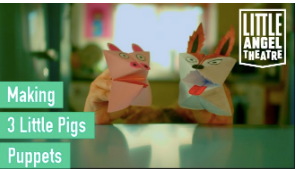 LITTLE
ANGEL
THEATRE
Making
3 Little Pigs
Puppets